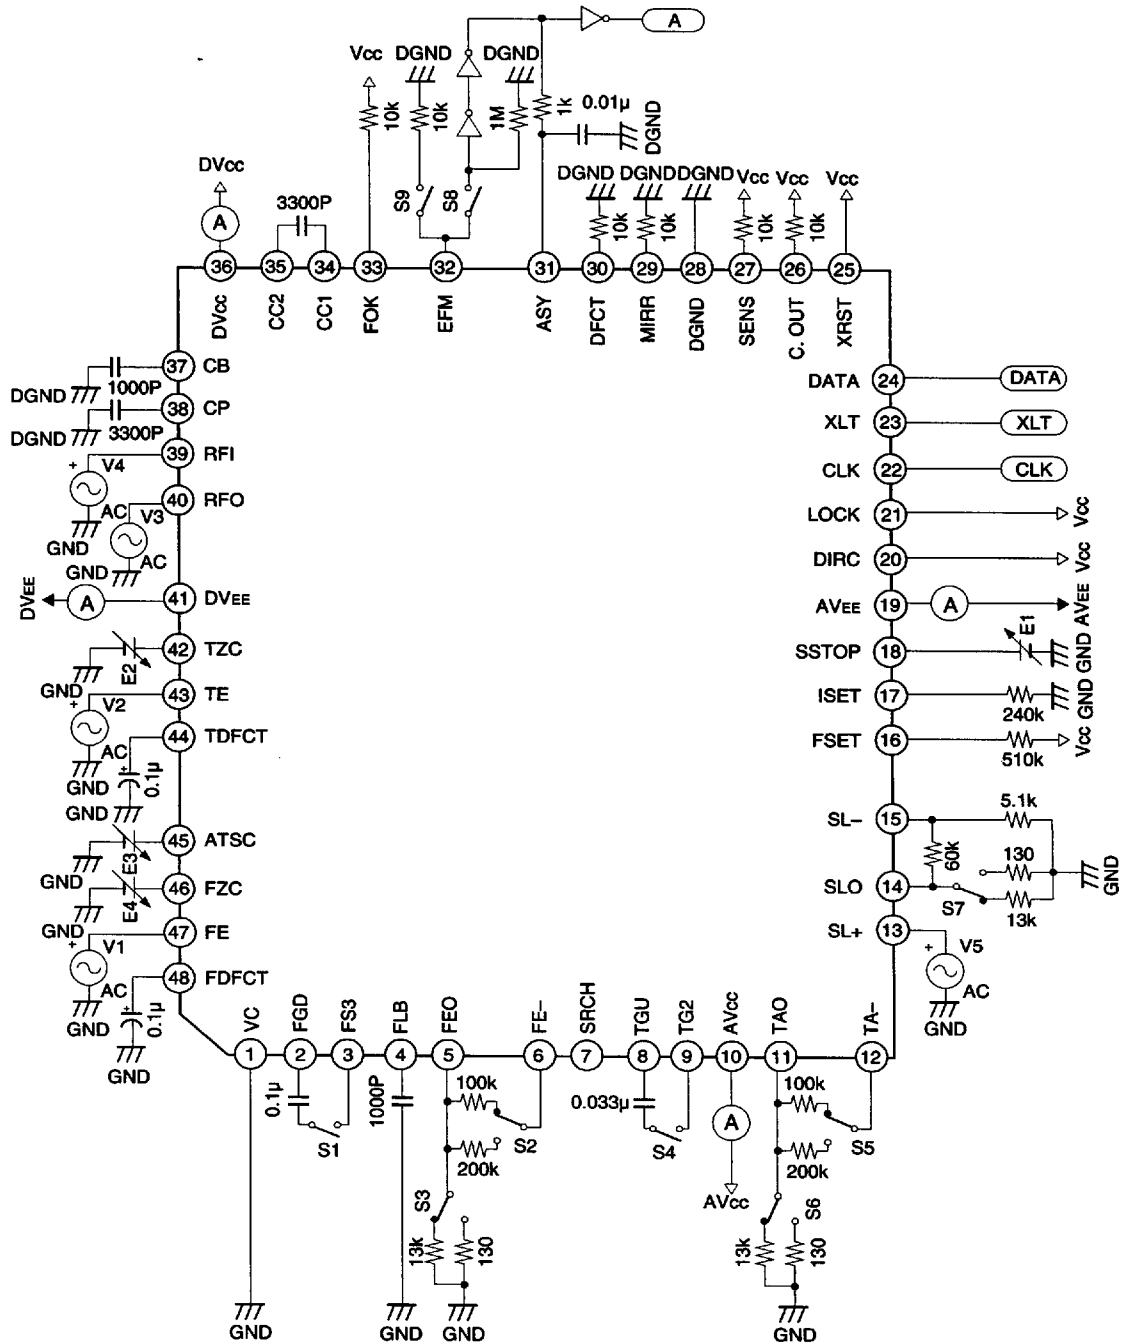 A
Vcc DGND DGND
10k 10k 1M 1k 0.01µ DGND
DVcc
A
3300P
S9 S8
DGND DGND DGND Vcc Vcc Vcc
10k 10k 10k 10k
36 35 34 33 32 31 30 29 28 27 26 25
DVcc CC2 CC1 FOK EFM ASY DFCT MIRR DGND SENS C. OUT XRST
37 CB
DGND 1000P
38 CP
DGND 3300P
39 RFI
+ V4
AC
GND
40 RFO
V3
AC
GND
DVEE A 41 DVEE
42 TZC
E2
GND
43 TE
+ V2
AC
GND
44 TDFCT
+ 0.1µ
GND
45 ATSC
E3
GND
46 FZC
E4
GND
47 FE
+ V1
AC
GND
48 FDFCT
+ 0.1µ
GND
DATA 24 DATA
XLT 23 XLT
CLK 22 CLK
LOCK 21 Vcc
DIRC 20 Vcc
AVEE 19 A AVEE
SSTOP 18 E1 GND
ISET 17 240k GND
FSET 16 510k Vcc
SL– 15 5.1k
60k
130
SLO 14 S7 13k GND
SL+ 13
+ V5
AC
GND
VC FGD FS3 FLB FEO FE– SRCH TGU TG2 AVcc TAO TA–
1 2 3 4 5 6 7 8 9 10 11 12
0.1µ S1
1000P
100k S2
200k
S3
13k 130
0.033µ S4
A
AVcc
100k S5
200k
S6
13k 130
GND GND GND GND